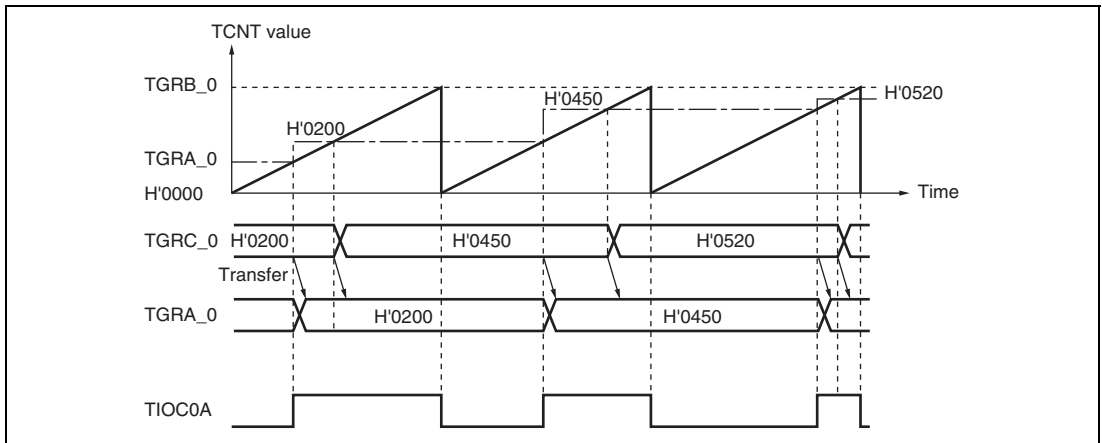 TCNT value
TGRB_0
H'0450
H'0520
H'0200
TGRA_0
H'0000
Time
TGRC_0 H'0200 H'0450 H'0520
Transfer
TGRA_0 H'0200 H'0450
TIOC0A